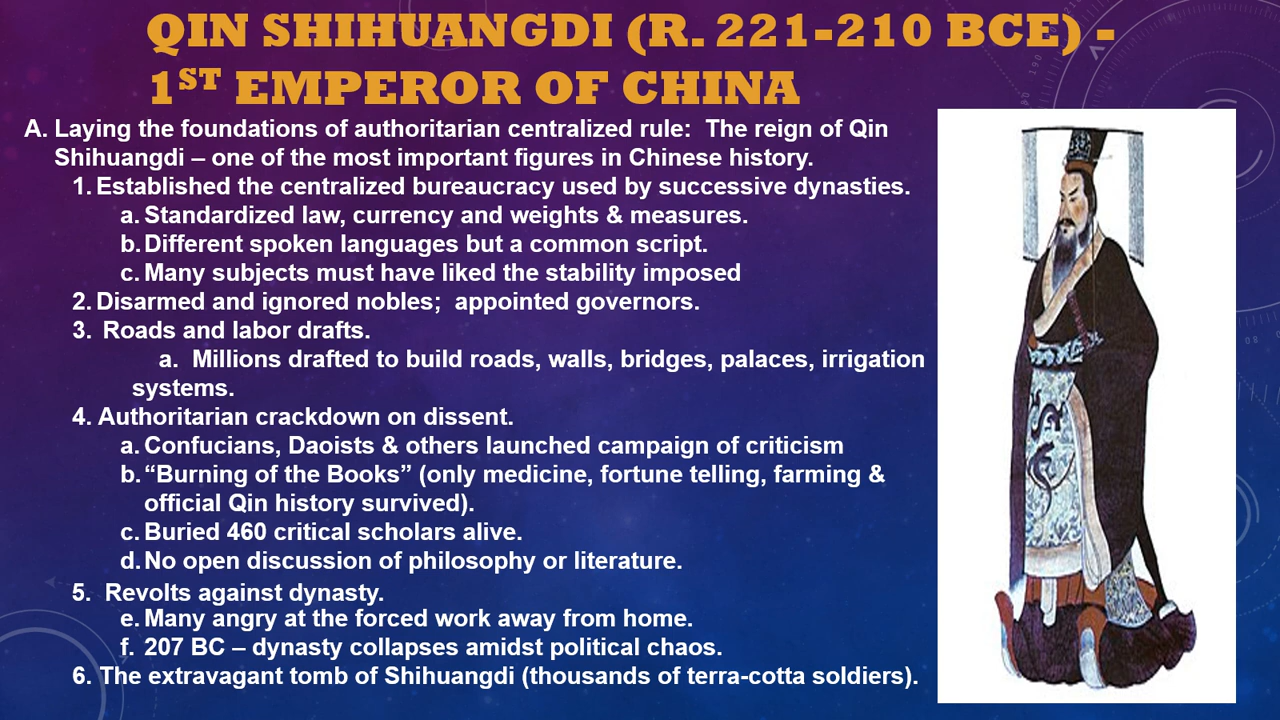 QIN SHIHUANGDI (R. 221-210 BCE) -
1ST EMPEROR OF CHINA
A. Laying the foundations of authoritarian centralized rule: The reign of Qin
Shihuangdi – one of the most important figures in Chinese history.
1. Established the centralized bureaucracy used by successive dynasties.
a. Standardized law, currency and weights & measures.
b. Different spoken languages but a common script.
c. Many subjects must have liked the stability imposed
2. Disarmed and ignored nobles; appointed governors.
3. Roads and labor drafts.
a. Millions drafted to build roads, walls, bridges, palaces, irrigation
systems.
4. Authoritarian crackdown on dissent.
a. Confucians, Daoists & others launched campaign of criticism
b. “Burning of the Books” (only medicine, fortune telling, farming &
official Qin history survived).
c. Buried 460 critical scholars alive.
d. No open discussion of philosophy or literature.
5. Revolts against dynasty.
e. Many angry at the forced work away from home.
f. 207 BC – dynasty collapses amidst political chaos.
6. The extravagant tomb of Shihuangdi (thousands of terra-cotta soldiers).